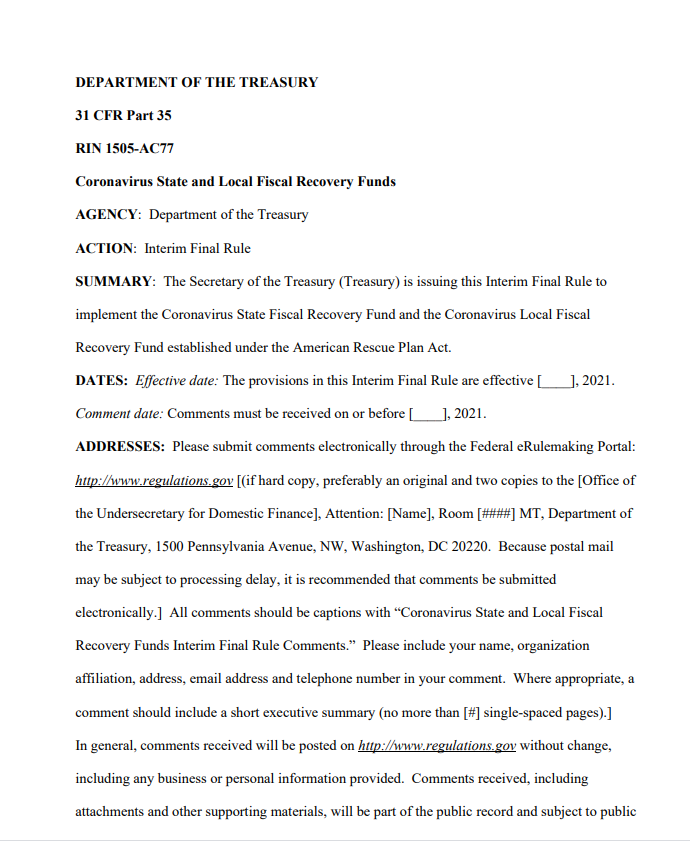 DEPARTMENT OF THE TREASURY
31 CFR Part 35
RIN 1505-AC77
Coronavirus State and Local Fiscal Recovery Funds
AGENCY:  Department of the Treasury
ACTION:  Interim Final Rule
SUMMARY:  The Secretary of the Treasury (Treasury) is issuing this Interim Final Rule to
implement the Coronavirus State Fiscal Recovery Fund and the Coronavirus Local Fiscal
Recovery Fund established under the American Rescue Plan Act.
DATES:  Effective date: The provisions in this Interim Final Rule are effective [____], 2021.
Comment date: Comments must be received on or before [____], 2021.
ADDRESSES:  Please submit comments electronically through the Federal eRulemaking Portal:
http://www.regulations.gov [(if hard copy, preferably an original and two copies to the [Office of
the Undersecretary for Domestic Finance], Attention: [Name], Room [####] MT, Department of
the Treasury, 1500 Pennsylvania Avenue, NW, Washington, DC 20220.  Because postal mail
may be subject to processing delay, it is recommended that comments be submitted
electronically.]  All comments should be captions with “Coronavirus State and Local Fiscal
Recovery Funds Interim Final Rule Comments.”  Please include your name, organization
affiliation, address, email address and telephone number in your comment.  Where appropriate, a
comment should include a short executive summary (no more than [#] single-spaced pages).]
In general, comments received will be posted on http://www.regulations.gov without change,
including any business or personal information provided.  Comments received, including
attachments and other supporting materials, will be part of the public record and subject to public